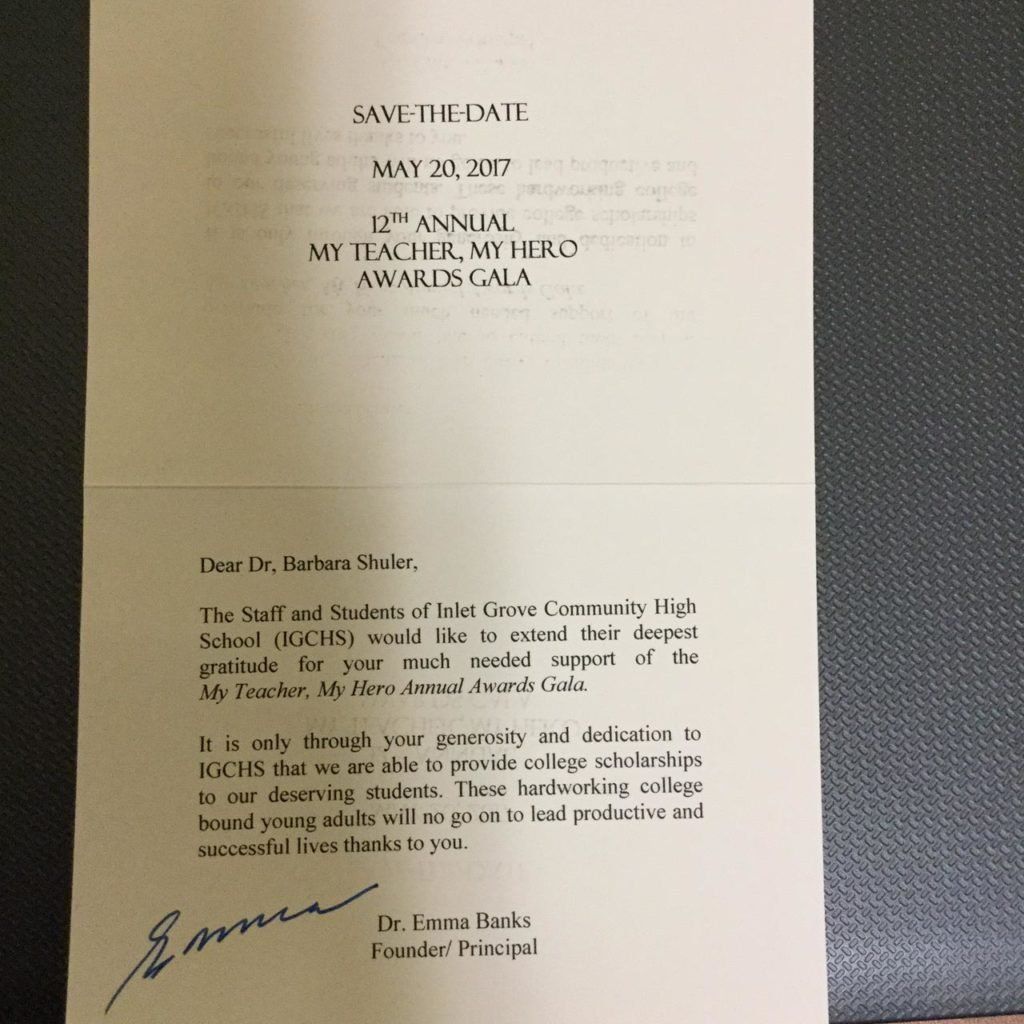 SAVE-THE-DATE
MAY 20, 2017
12TH ANNUAL
MY TEACHER, MY HERO
AWARDS GALA
Dear Dr, Barbara Shuler,
The Staff and Students of Inlet Grove Community High
School (IGCHS) would like to extend their deepest
gratitude for your much needed support of the
My Teacher, My Hero Annual Awards Gala.
It is only through your generosity and dedication to
IGCHS that we are able to provide college scholarships
to our deserving students. These hardworking college
bound young adults will no go on to lead productive and
successful lives thanks to you.
Emma
Dr. Emma Banks
Founder/ Principal